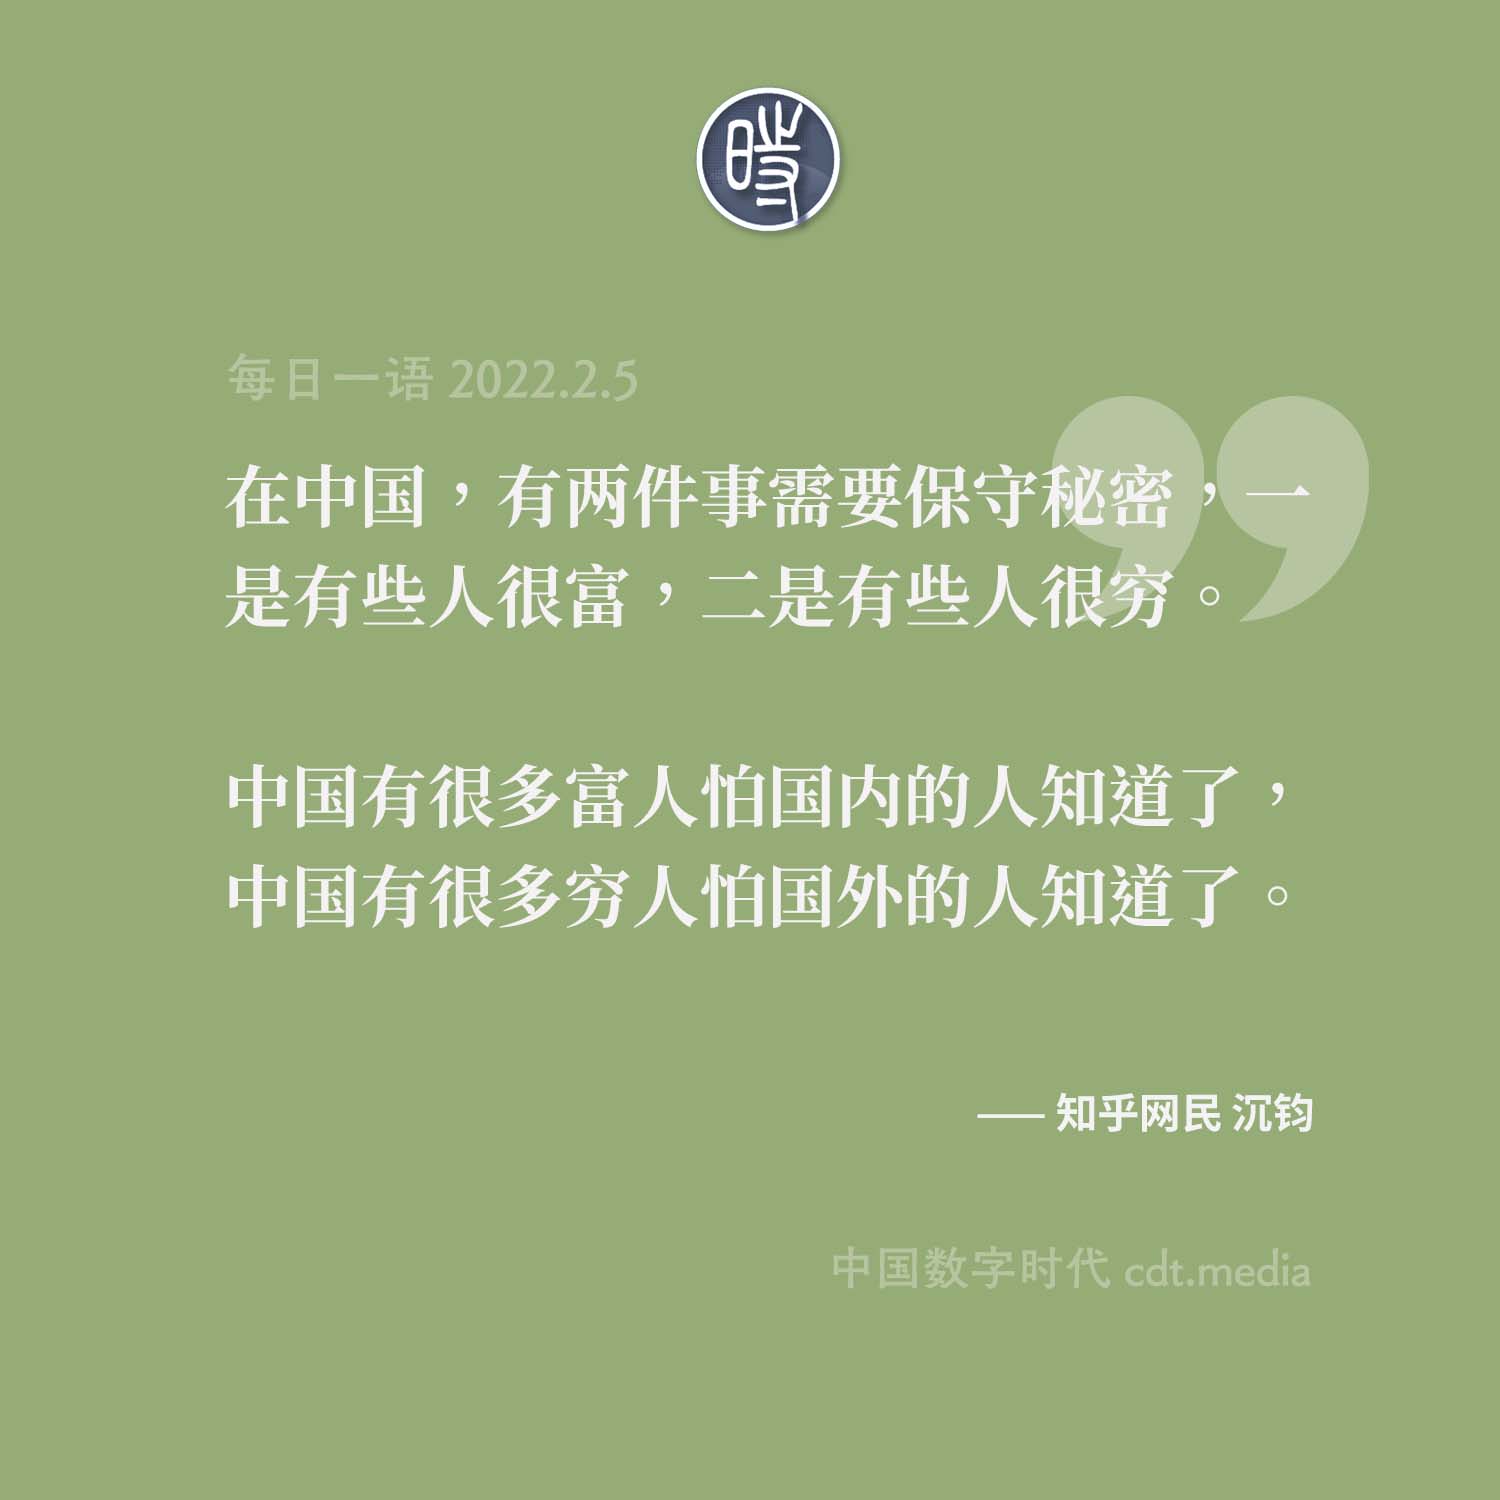 時
每日一语 2022.2.5
在中国，有两件事需要保守秘密，一
是有些人很富，二是有些人很穷。
中国有很多富人怕国内的人知道了，
中国有很多穷人怕国外的人知道了。
—— 知乎网民 沉钧
中国数字时代 cdt.media